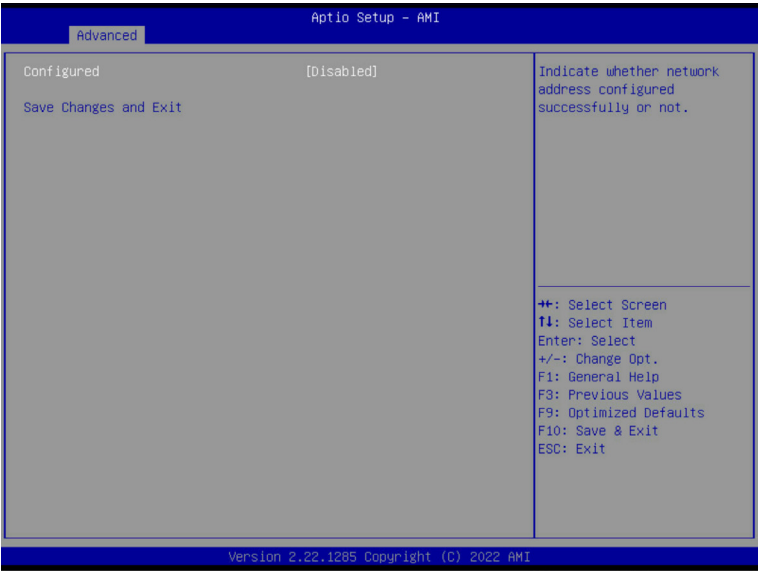 Aptio Setup – AMI
Advanced
Configured [Disabled]
Save Changes and Exit
Indicate whether network
address configured
successfully or not.
→←: Select Screen
↑↓: Select Item
Enter: Select
+/-: Change Opt.
F1: General Help
F3: Previous Values
F9: Optimized Defaults
F10: Save & Exit
ESC: Exit
Version 2.22.1285 Copyright (C) 2022 AMI